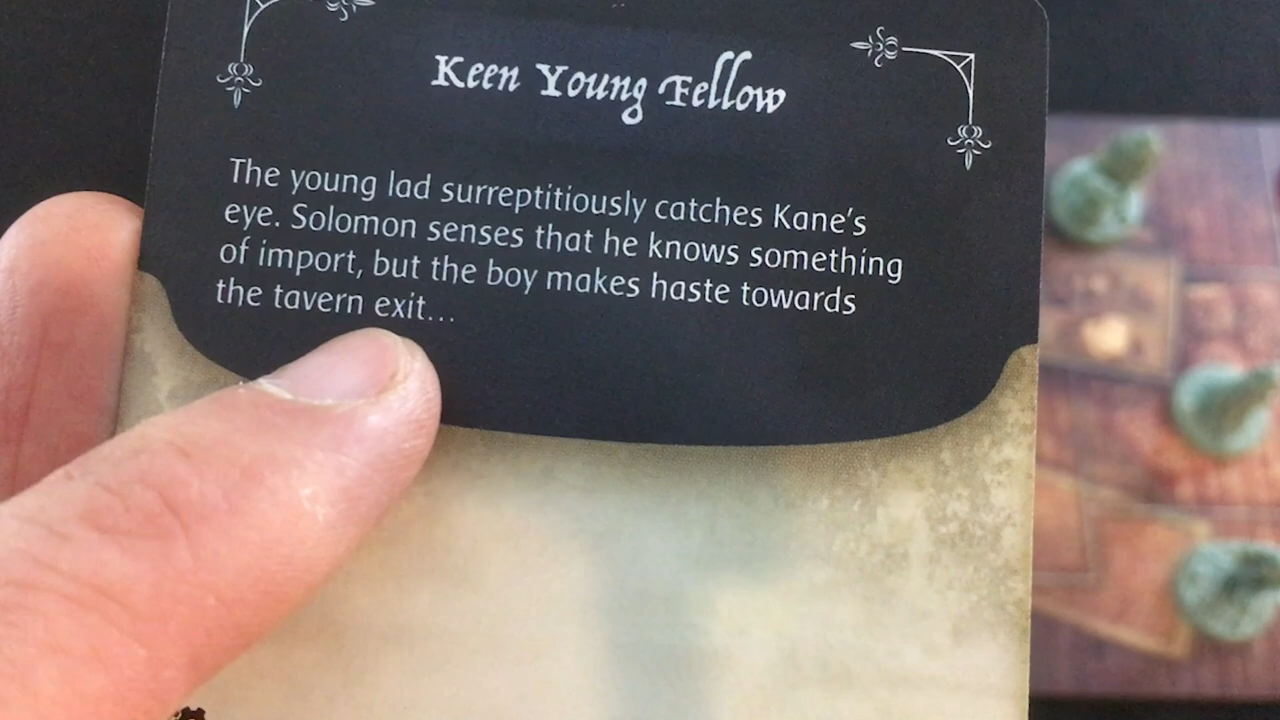 Keen Young Fellow
The young lad surreptitiously catches Kane's
eye. Solomon senses that he knows something
of import, but the boy makes haste towards
the tavern exit...